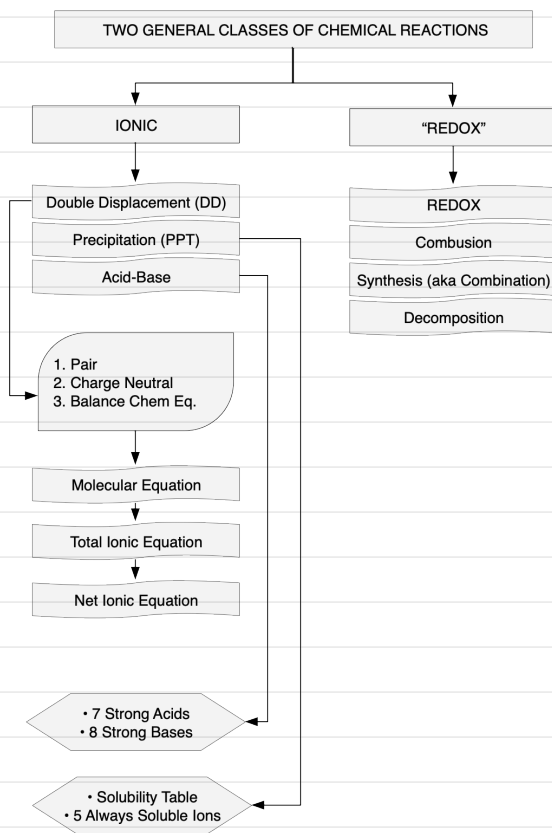 TWO GENERAL CLASSES OF CHEMICAL REACTIONS
IONIC
"REDOX"
Double Displacement (DD)
Precipitation (PPT)
Acid-Base
REDOX
Combusion
Synthesis (aka Combination)
Decomposition
1. Pair
2. Charge Neutral
3. Balance Chem Eq.
Molecular Equation
Total Ionic Equation
Net Ionic Equation
• 7 Strong Acids
• 8 Strong Bases
• Solubility Table
• 5 Always Soluble Ions